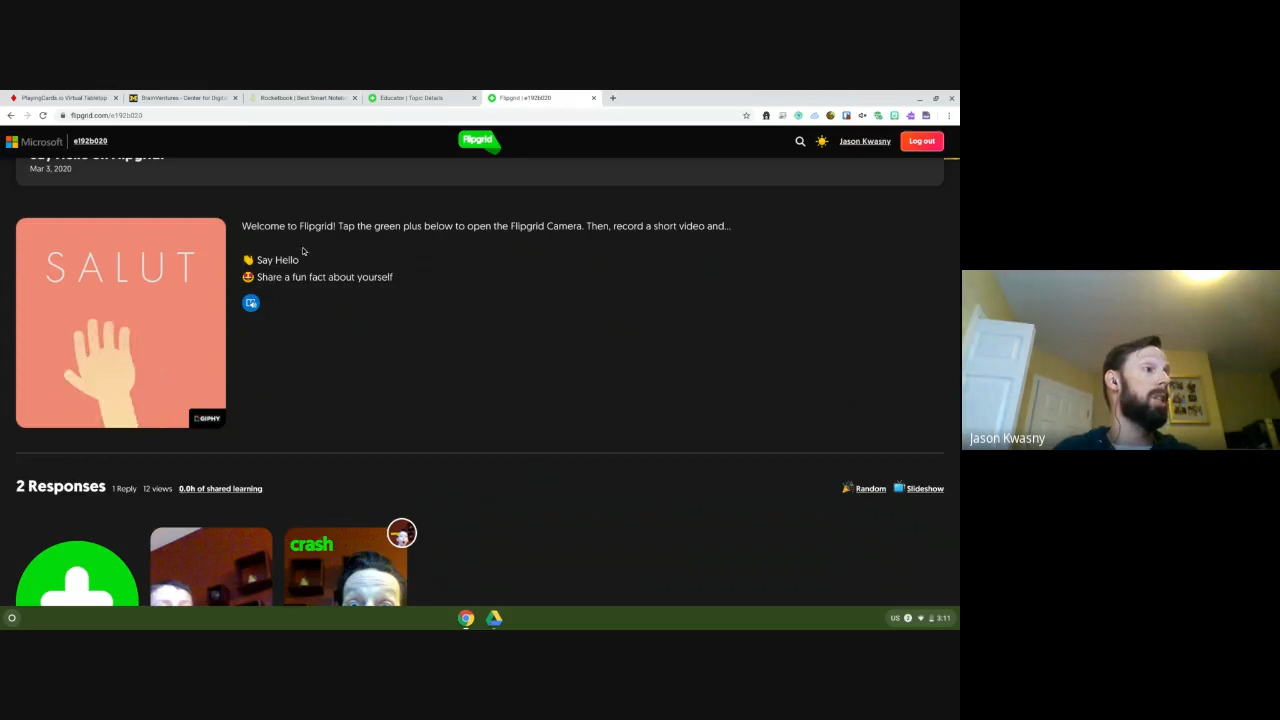 PlayingCards.io Virtual Tabletop
BrainVentures - Center for Digit
Rocketbook | Best Smart Notebo
Educator | Topic Details
Flipgrid | e192b020
flipgrid.com/e192b020
Microsoft
e192b020
Flipgrid
Jason Kwasny
Log out
Say Hello on Flipgrid!
Mar 3, 2020
SALUT
GIPHY
Welcome to Flipgrid! Tap the green plus below to open the Flipgrid Camera. Then, record a short video and...
Say Hello
Share a fun fact about yourself
2 Responses
1 Reply
12 views
0.0h of shared learning
Random
Slideshow
crash
US
3:11
Jason Kwasny